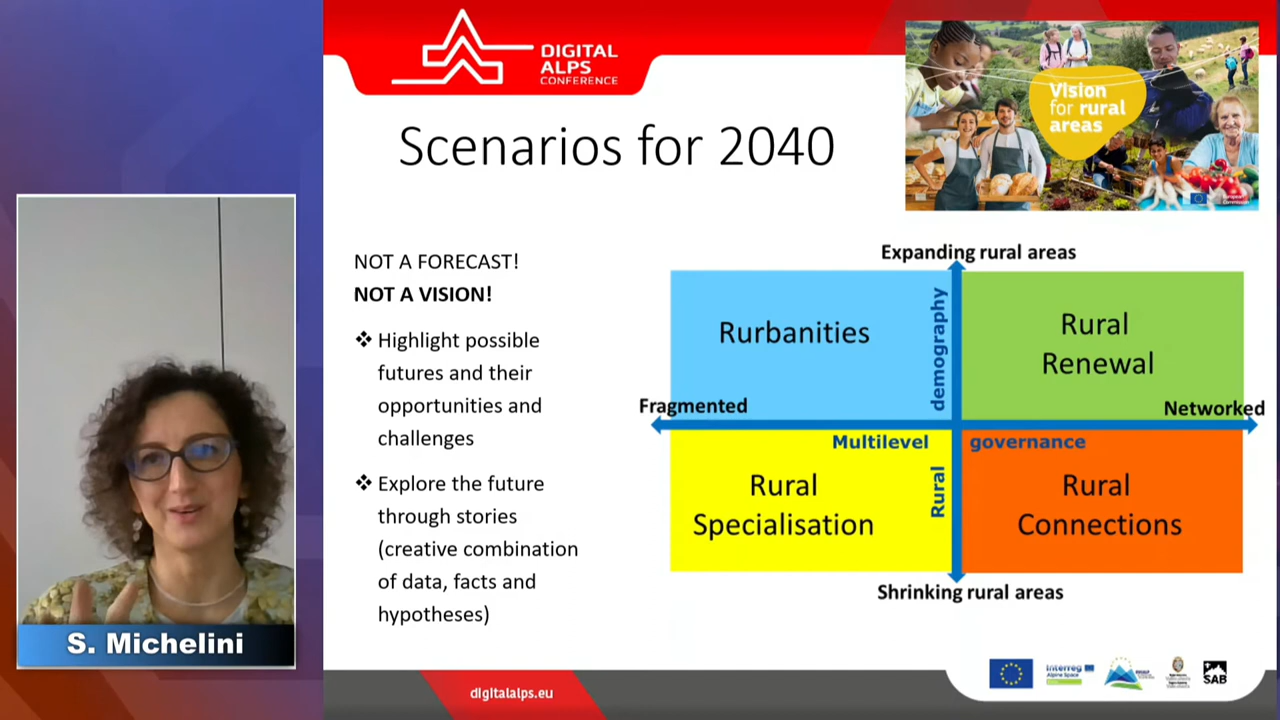 DIGITAL
ALPS
CONFERENCE
Vision
for rural
areas
Scenarios for 2040
NOT A FORECAST!
NOT A VISION!
❖ Highlight possible
futures and their
opportunities and
challenges
❖ Explore the future
through stories
(creative combination
of data, facts and
hypotheses)
Expanding rural areas
Rurbanities
demography
Rural
Renewal
Fragmented
Networked
Multilevel
governance
Rural
Specialisation
Rural
Rural
Connections
Shrinking rural areas
S. Michelini
digitalalps.eu
Interreg
Alpine Space
SAB